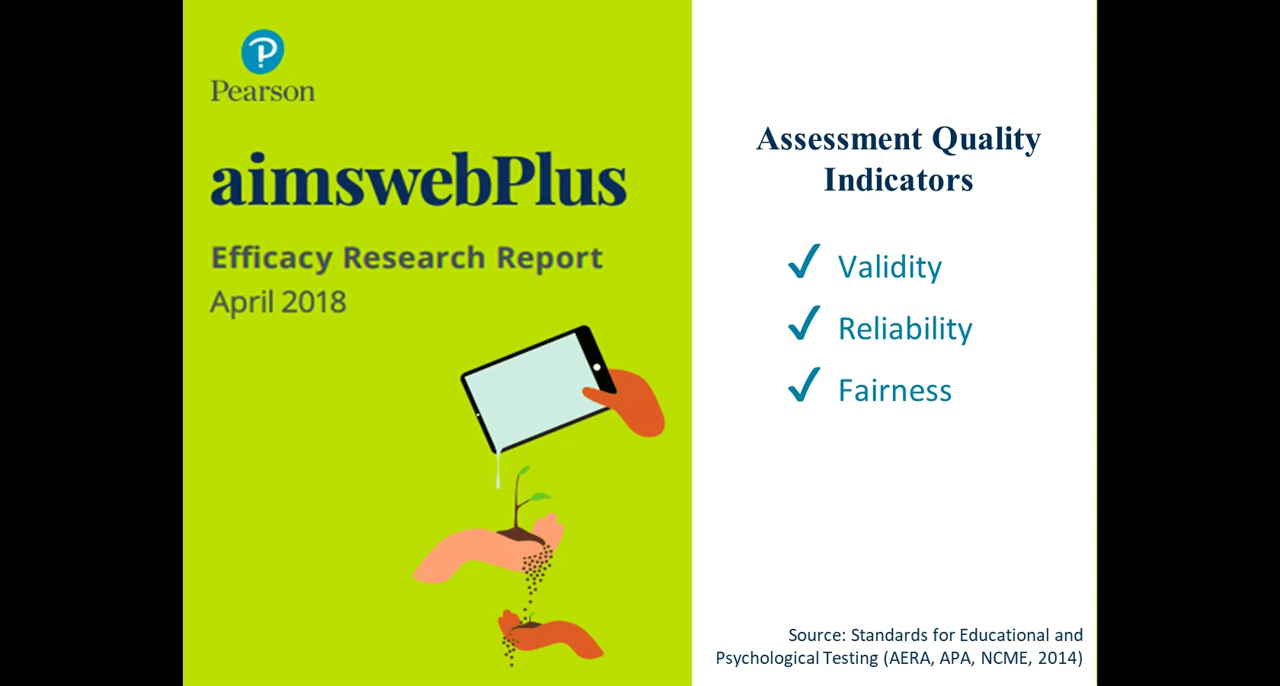 Pearson
aimswebPlus
Efficacy Research Report
April 2018
Assessment Quality
Indicators
✓ Validity
✓ Reliability
✓ Fairness
Source: Standards for Educational and
Psychological Testing (AERA, APA, NCME, 2014)